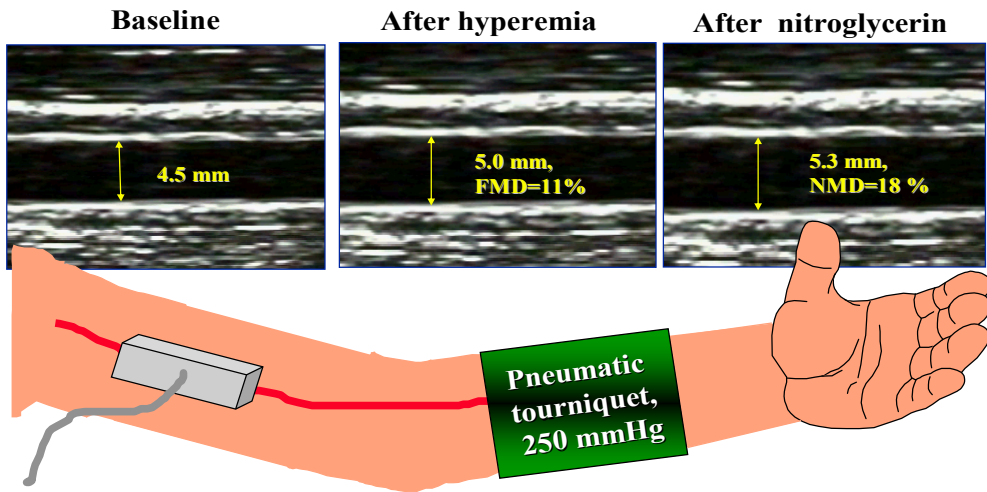 Baseline
After hyperemia
After nitroglycerin
4.5 mm
5.0 mm,
FMD=11%
5.3 mm,
NMD=18 %
Pneumatic
tourniquet,
250 mmHg